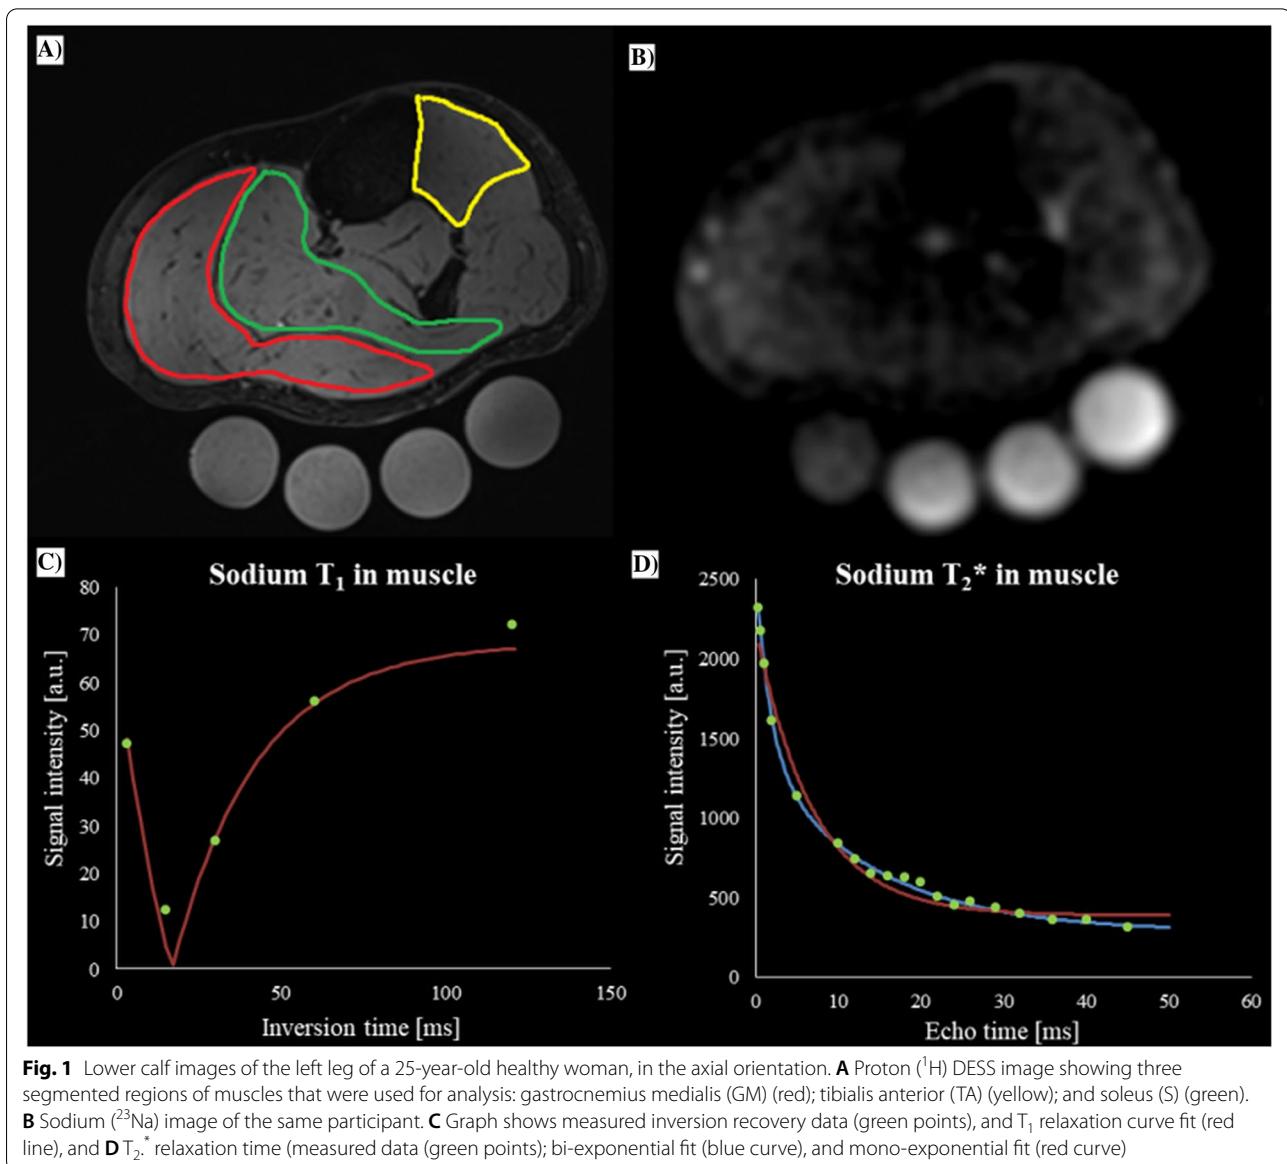 A)
B)
C)
Sodium T₁ in muscle
80
70
60
50
40
30
20
10
0
Signal intensity [a.u.]
0 50 100 150
Inversion time [ms]
D)
Sodium T₂* in muscle
2500
2000
1500
1000
500
0
Signal intensity [a.u.]
0 10 20 30 40 50 60
Echo time [ms]
Fig. 1 Lower calf images of the left leg of a 25-year-old healthy woman, in the axial orientation. A Proton (¹H) DESS image showing three
segmented regions of muscles that were used for analysis: gastrocnemius medialis (GM) (red); tibialis anterior (TA) (yellow); and soleus (S) (green).
B Sodium (²³Na) image of the same participant. C Graph shows measured inversion recovery data (green points), and T₁ relaxation curve fit (red
line), and D T₂.* relaxation time (measured data (green points); bi-exponential fit (blue curve), and mono-exponential fit (red curve)